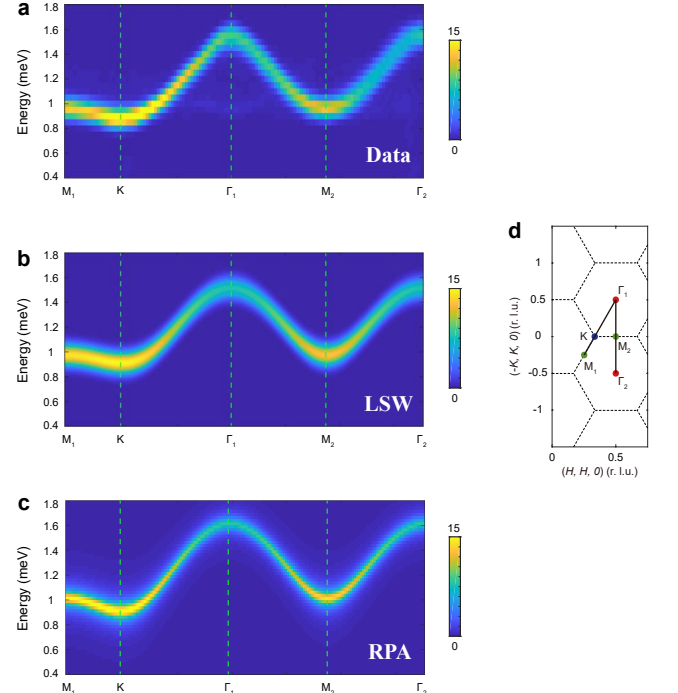 a
Energy (meV)
1.8
1.6
1.4
1.2
1
0.8
0.6
0.4
M₁ K Γ₁ M₂ Γ₂
Data
15
0
b
Energy (meV)
1.8
1.6
1.4
1.2
1
0.8
0.6
0.4
M₁ K Γ₁ M₂ Γ₂
LSW
15
0
c
Energy (meV)
1.8
1.6
1.4
1.2
1
0.8
0.6
0.4
M₁ K Γ₁ M₂ Γ₂
RPA
15
0
d
(-K, K, 0) (r. l.u.)
1
0.5
0
-0.5
-1
Γ₁
K
M₂
M₁
Γ₂
0 0.5
(H, H, 0) (r. l.u.)